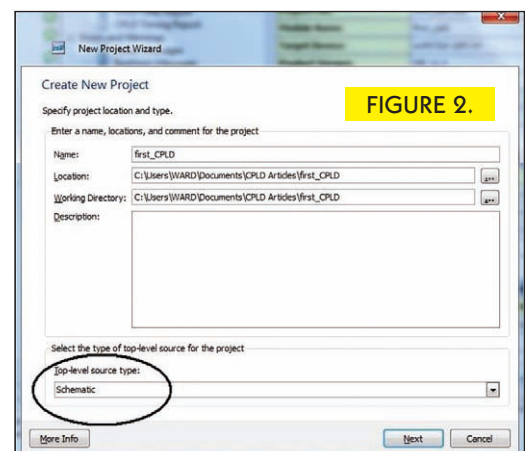 New Project Wizard
Create New Project
Specify project location and type.
FIGURE 2.
Enter a name, locations, and comment for the project
Name: first_CPLD
Location: C:\Users\WARD\Documents\CPLD Articles\first_CPLD ...
Working Directory: C:\Users\WARD\Documents\CPLD Articles\first_CPLD ...
Description:
Select the type of top-level source for the project
Top-level source type:
Schematic
More Info Next Cancel